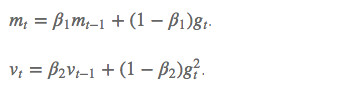 mₜ = β₁mₜ₋₁ + (1 − β₁)gₜ.
vₜ = β₂vₜ₋₁ + (1 − β₂)gₜ².